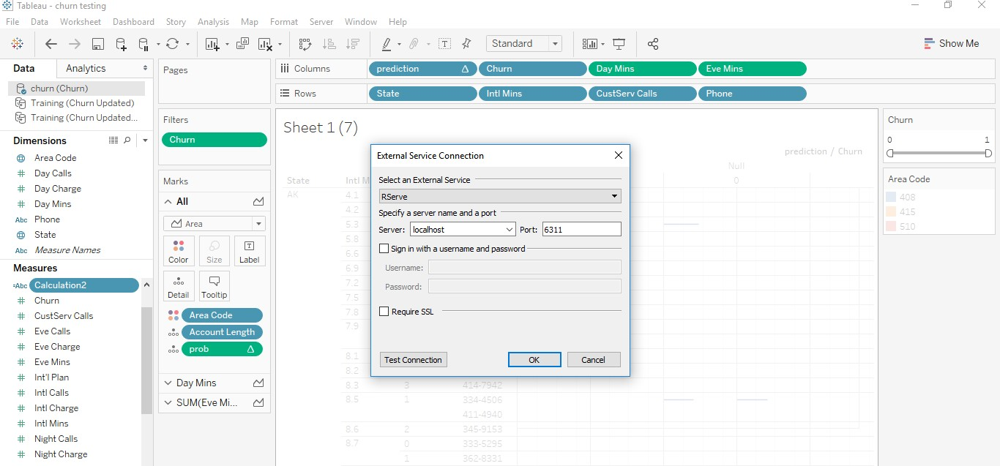 Tableau - churn testing
File Data Worksheet Dashboard Story Analysis Map Format Server Window Help
Standard
Show Me
Data Analytics
churn (Churn)
Training (Churn Updated)
Training (Churn Updated...
Dimensions
Area Code
Day Calls
Day Charge
Day Mins
Abc Phone
State
Abc Measure Names
Measures
=Abc Calculation2
Churn
CustServ Calls
Eve Calls
Eve Charge
Eve Mins
Int'l Plan
Intl Calls
Intl Charge
Intl Mins
Night Calls
Night Charge
Pages
Filters
Churn
Marks
All
Area
Color Size Label
Detail Tooltip
Area Code
Account Length
prob
Day Mins
SUM(Eve Mi...
Columns prediction Churn Day Mins Eve Mins
Rows State Intl Mins CustServ Calls Phone
Sheet 1 (7)
prediction / Churn
Null
State Intl M 0
AK 4.1
4.2
5.3
5.8
6.6
6.9
7.2
7.5
7.8
7.9
8.1
8.2
8.3 3 414-7942
8.5 1 334-4506
411-4940
8.6 2 345-9153
8.7 0 333-5295
1 362-8331
External Service Connection
Select an External Service
RServe
Specify a server name and a port
Server: localhost Port: 6311
Sign in with a username and password
Username:
Password:
Require SSL
Test Connection OK Cancel
Churn
0 1
Area Code
408
415
510